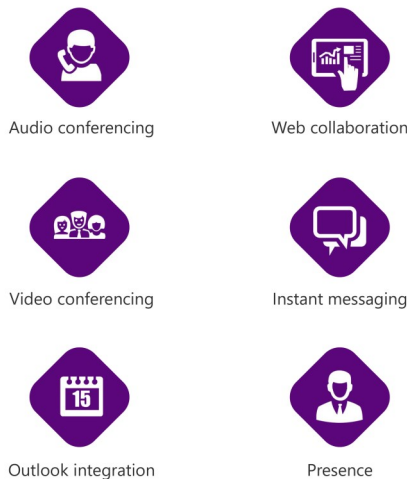 Audio conferencing
Web collaboration
Video conferencing
Instant messaging
15
Outlook integration
Presence